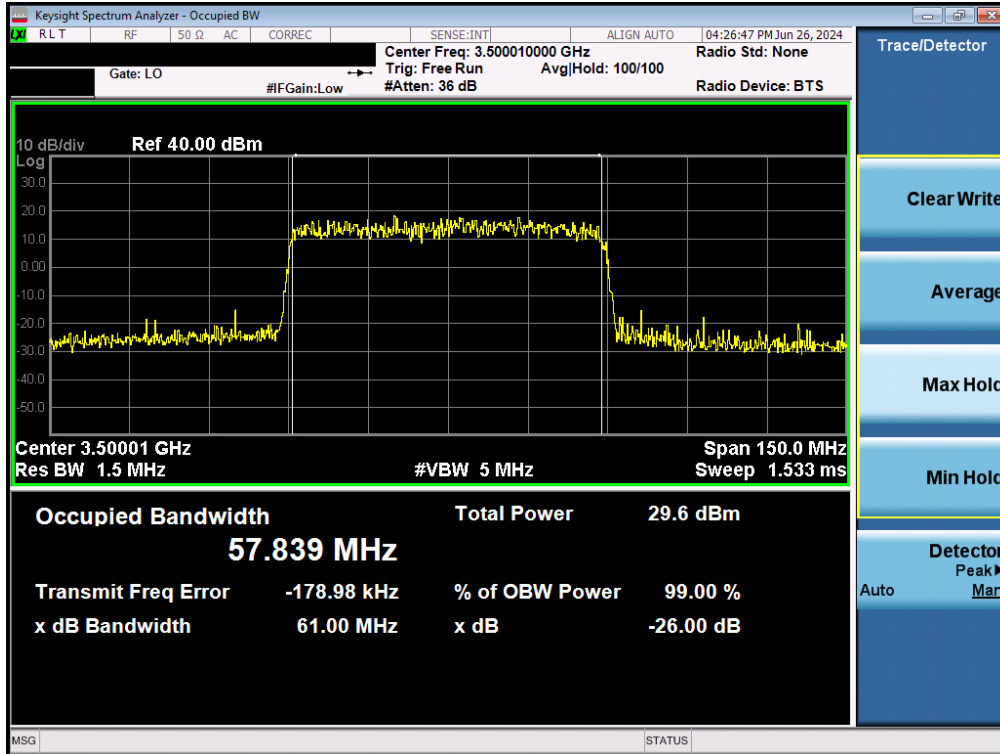 Keysight Spectrum Analyzer - Occupied BW
LXI RLT RF 50 Ω AC CORREC SENSE:INT ALIGN AUTO 04:26:47 PM Jun 26, 2024
Center Freq: 3.500010000 GHz Radio Std: None
Gate: LO Trig: Free Run Avg|Hold: 100/100
#IFGain:Low #Atten: 36 dB Radio Device: BTS
10 dB/div Ref 40.00 dBm
Log
30.0
20.0
10.0
0.00
-10.0
-20.0
-30.0
-40.0
-50.0
Center 3.50001 GHz Span 150.0 MHz
Res BW 1.5 MHz #VBW 5 MHz Sweep 1.533 ms
Occupied Bandwidth Total Power 29.6 dBm
57.839 MHz
Transmit Freq Error -178.98 kHz % of OBW Power 99.00 %
x dB Bandwidth 61.00 MHz x dB -26.00 dB
MSG STATUS
Trace/Detector
Clear Write
Average
Max Hold
Min Hold
Detector
Peak▶
Auto Man